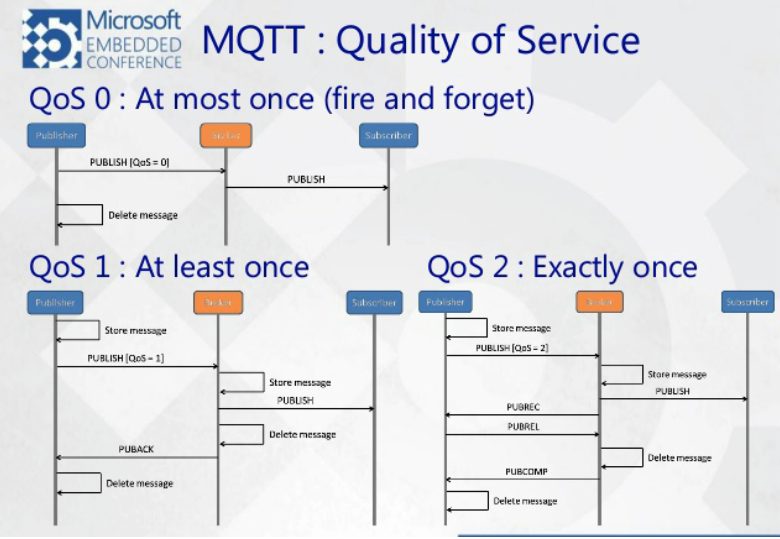 Microsoft
EMBEDDED
CONFERENCE
MQTT : Quality of Service
QoS 0 : At most once (fire and forget)
Publisher
Broker
Subscriber
PUBLISH [QoS = 0]
PUBLISH
Delete message
QoS 1 : At least once
Publisher
Broker
Subscriber
Store message
PUBLISH [QoS = 1]
Store message
PUBLISH
Delete message
PUBACK
Delete message
QoS 2 : Exactly once
Publisher
Broker
Subscriber
Store message
PUBLISH [QoS = 2]
Store message
PUBLISH
PUBREC
PUBREL
Delete message
PUBCOMP
Delete message